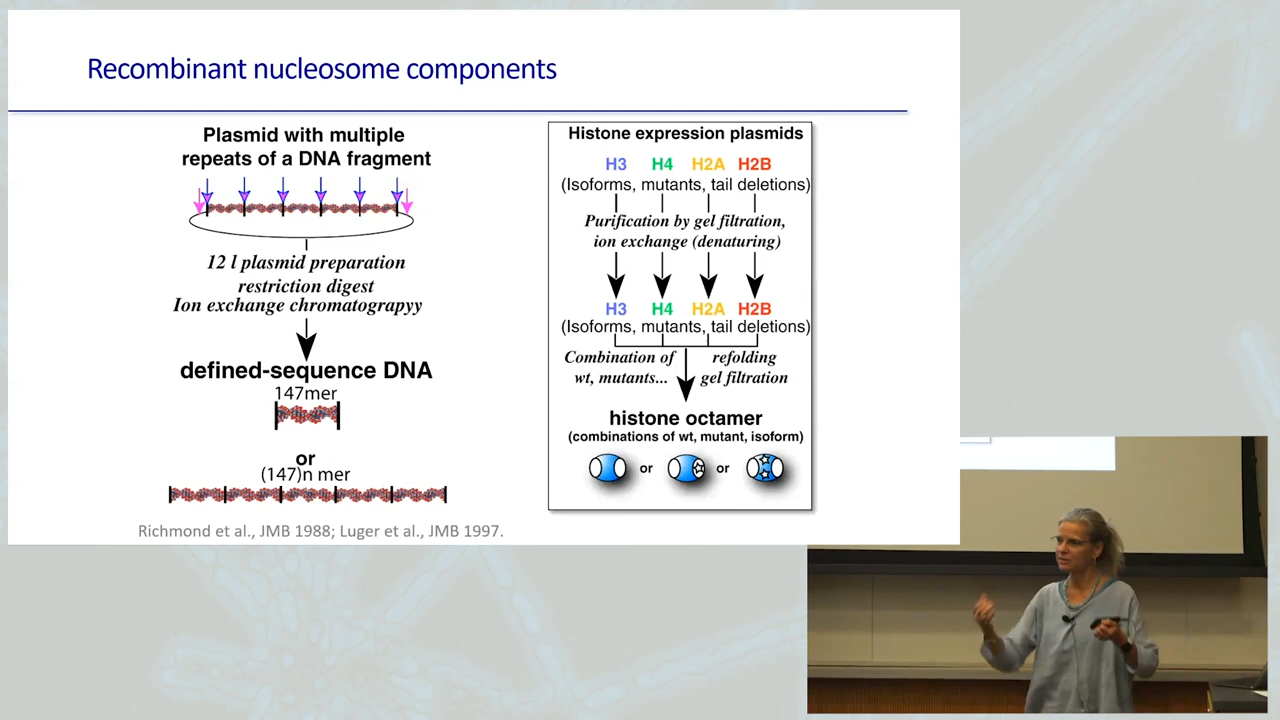 Recombinant nucleosome components
Plasmid with multiple
repeats of a DNA fragment
12 l plasmid preparation
restriction digest
Ion exchange chromatograpyy
defined-sequence DNA
147mer
or
(147)n mer
Richmond et al., JMB 1988; Luger et al., JMB 1997.
Histone expression plasmids
H3 H4 H2A H2B
(Isoforms, mutants, tail deletions)
Purification by gel filtration,
ion exchange (denaturing)
H3 H4 H2A H2B
(Isoforms, mutants, tail deletions)
Combination of
wt, mutants...
refolding
gel filtration
histone octamer
(combinations of wt, mutant, isoform)
or or